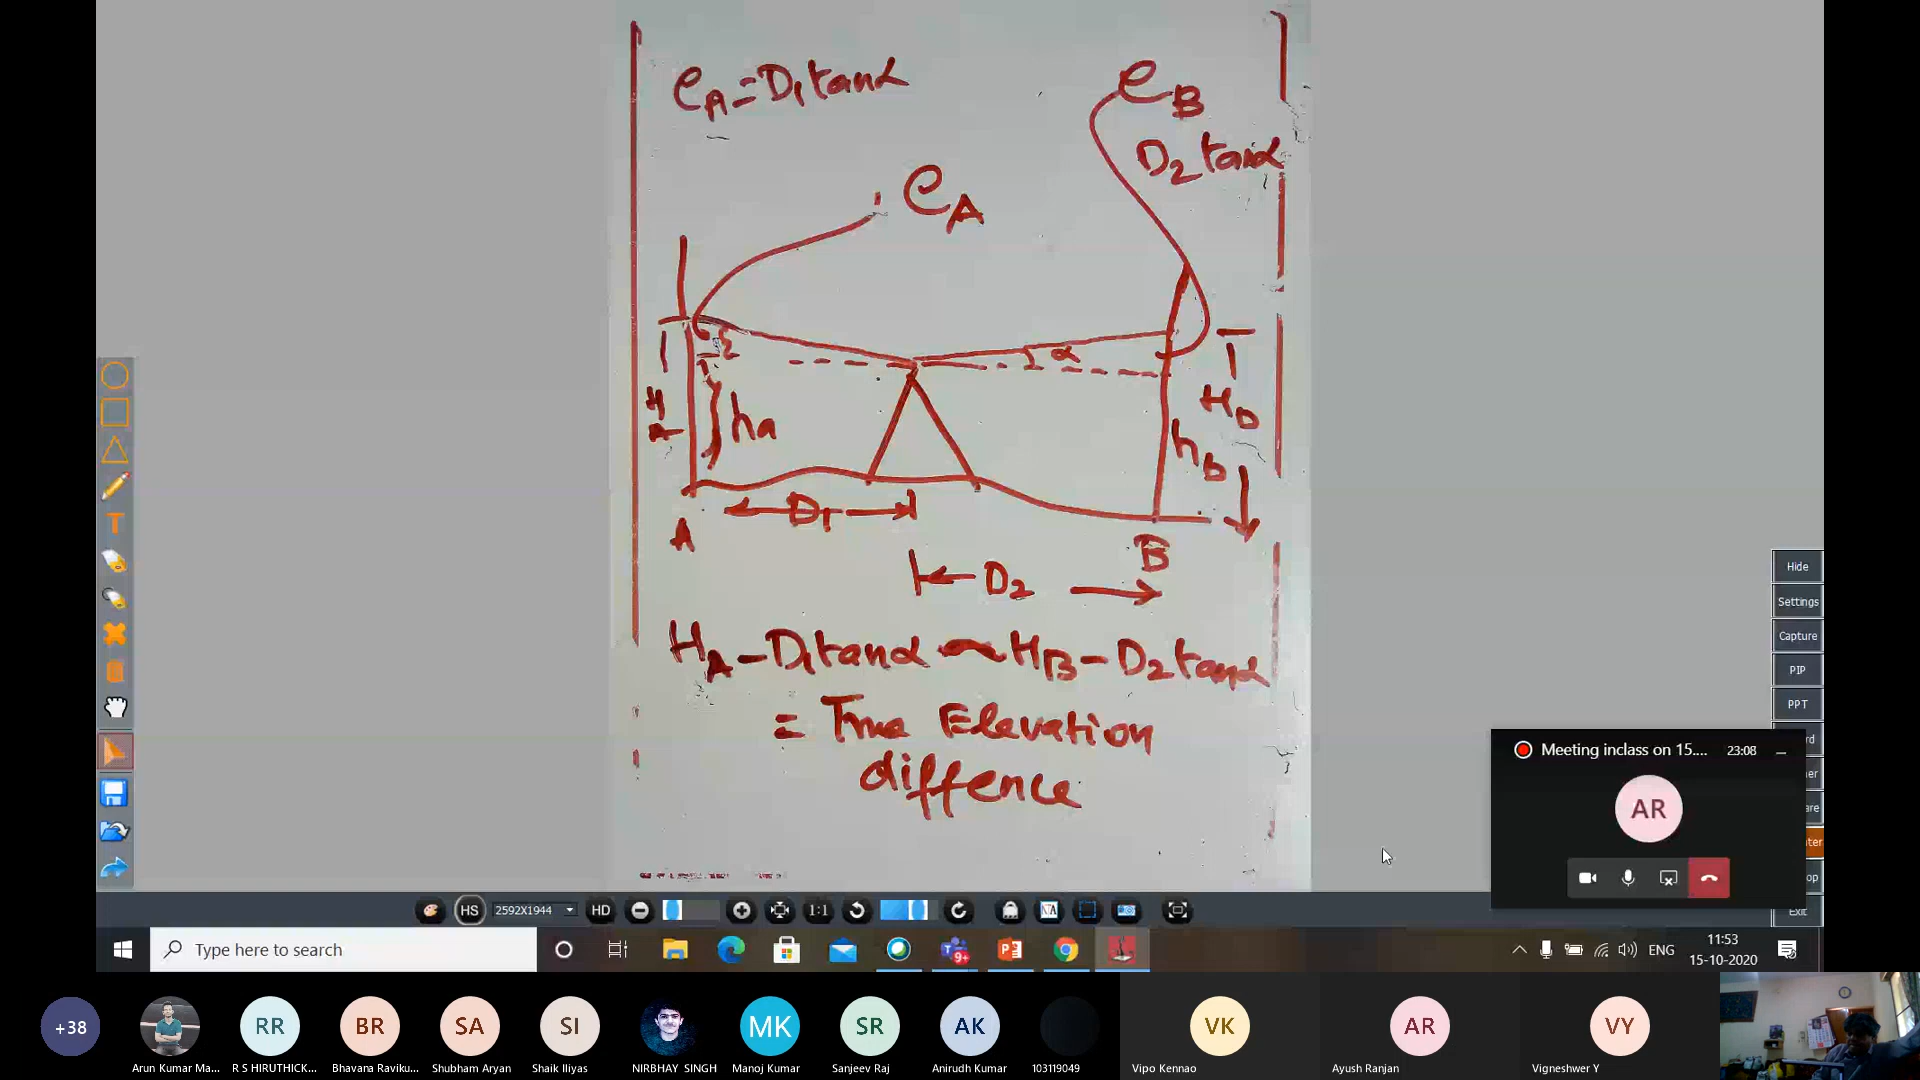 eA = D1 tanα
eB
D2 tanα
eA
α
HA
ha
HB
hb
D1
A
B
D2
HA - D1 tanα ~ HB - D2 tanα
= True Elevation
diffence
Hide
Settings
Capture
PIP
PPT
Exit
Meeting inclass on 15.... 23:08
AR
HS 2592X1944 HD 1:1
Type here to search
9+
ENG
11:53
15-10-2020
+38
RR
BR
SA
SI
MK
SR
AK
VK
AR
VY
Arun Kumar Ma...
R S HIRUTHICK...
Bhavana Raviku...
Shubham Aryan
Shaik Iliyas
NIRBHAY SINGH
Manoj Kumar
Sanjeev Raj
Anirudh Kumar
103119049
Vipo Kennao
Ayush Ranjan
Vigneshwer Y